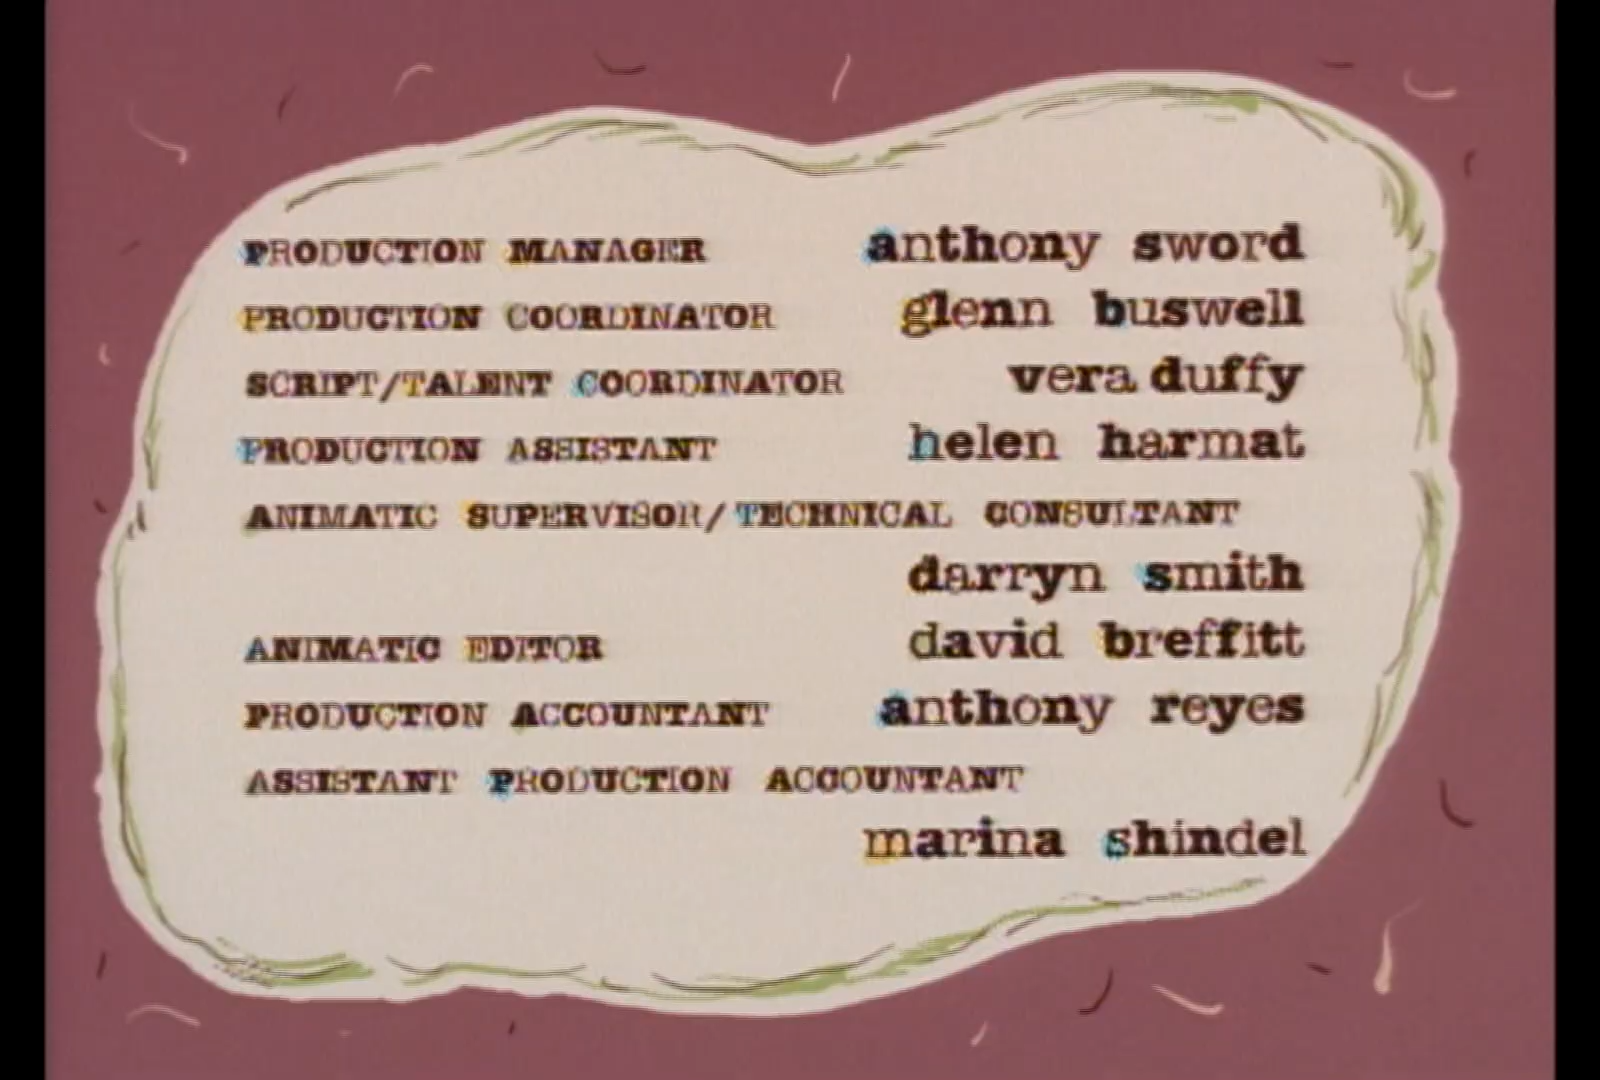 PRODUCTION MANAGER anthony sword
PRODUCTION COORDINATOR glenn buswell
SCRIPT/TALENT COORDINATOR vera duffy
PRODUCTION ASSISTANT helen harmat
ANIMATIC SUPERVISOR/TECHNICAL CONSULTANT
darryn smith
ANIMATIC EDITOR david breffitt
PRODUCTION ACCOUNTANT anthony reyes
ASSISTANT PRODUCTION ACCOUNTANT
marina shindel